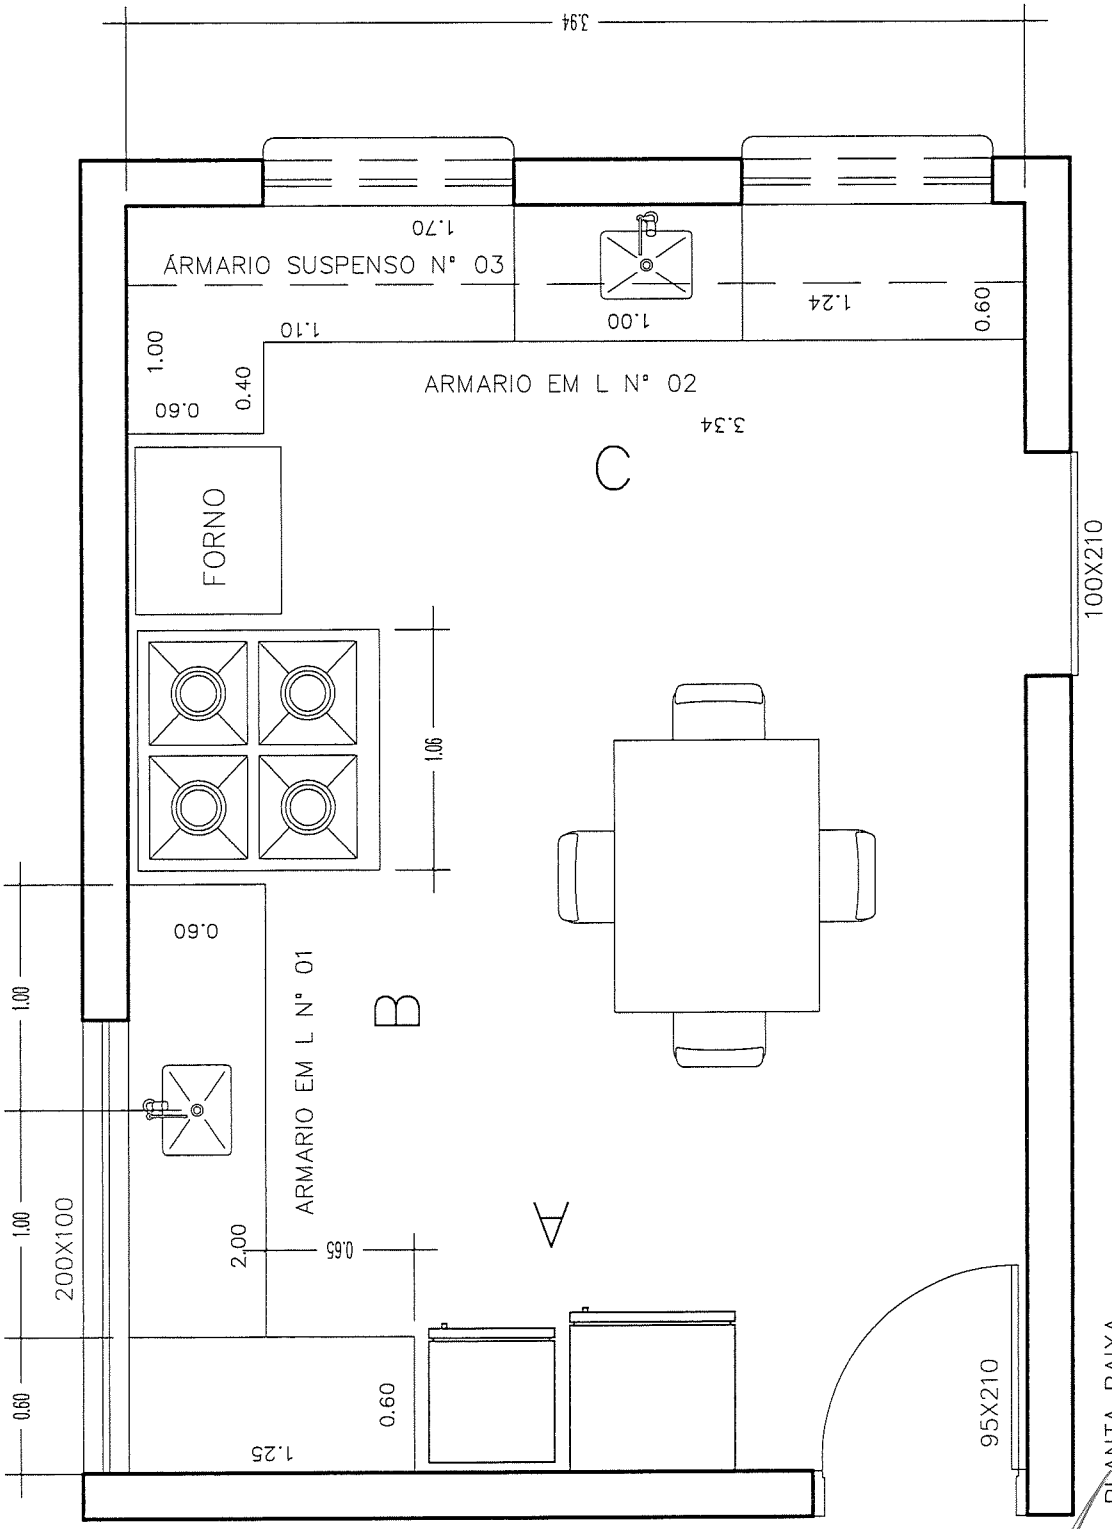 3.94
1.70
ÁRMARIO SUSPENSO N° 03
1.10
1.00
1.24
0.60
1.00
0.40
0.60
ARMARIO EM L N° 02
3.34
C
FORNO
100X210
1.06
0.60
1.00
ARMARIO EM L N° 01
B
1.00
200X100
2.00
0.65
A
0.60
0.60
1.25
95X210
PLANTA BAIXA